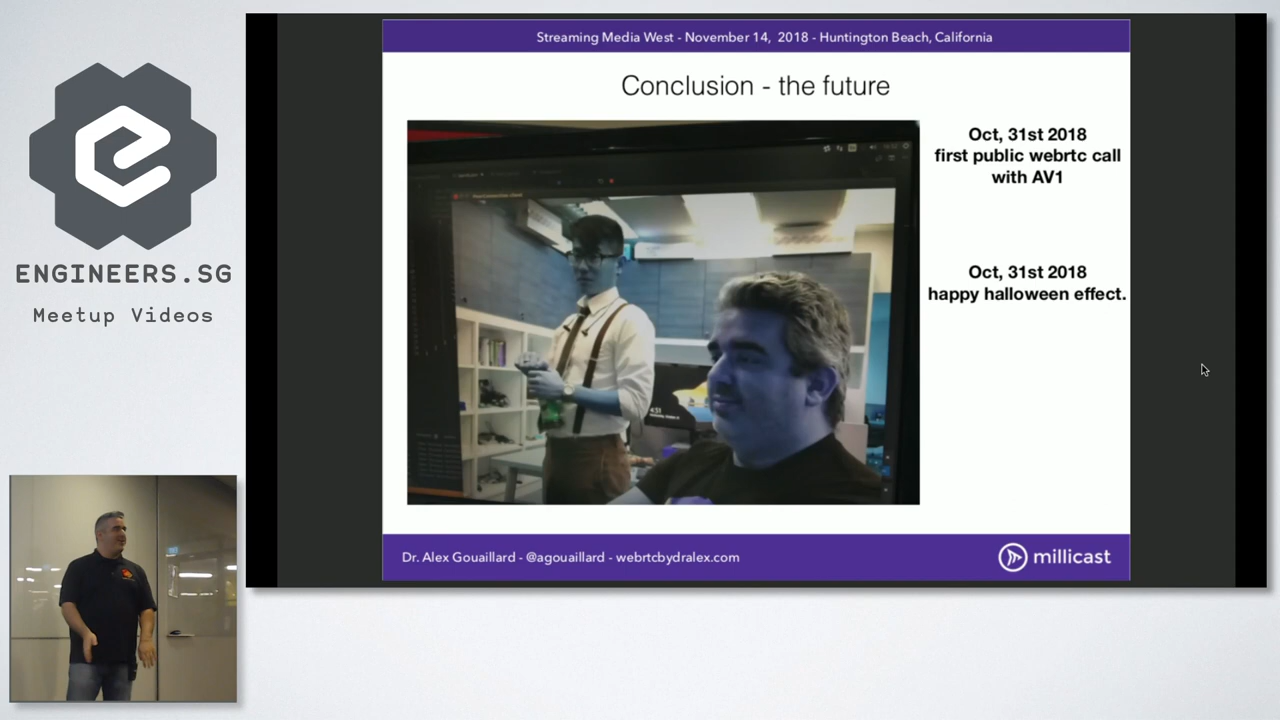 ENGINEERS.SG
Meetup Videos
Streaming Media West - November 14, 2018 - Huntington Beach, California
Conclusion - the future
Oct, 31st 2018
first public webrtc call
with AV1
Oct, 31st 2018
happy halloween effect.
Dr. Alex Gouaillard - @agouaillard - webrtcbydralex.com
millicast